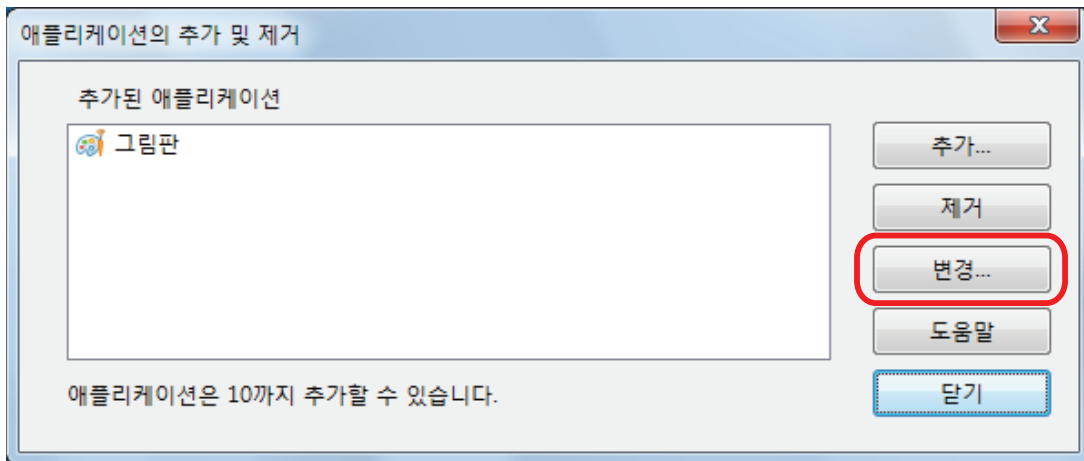 애플리케이션의 추가 및 제거
추가된 애플리케이션
그림판
추가...
제거
변경...
도움말
닫기
애플리케이션은 10까지 추가할 수 있습니다.